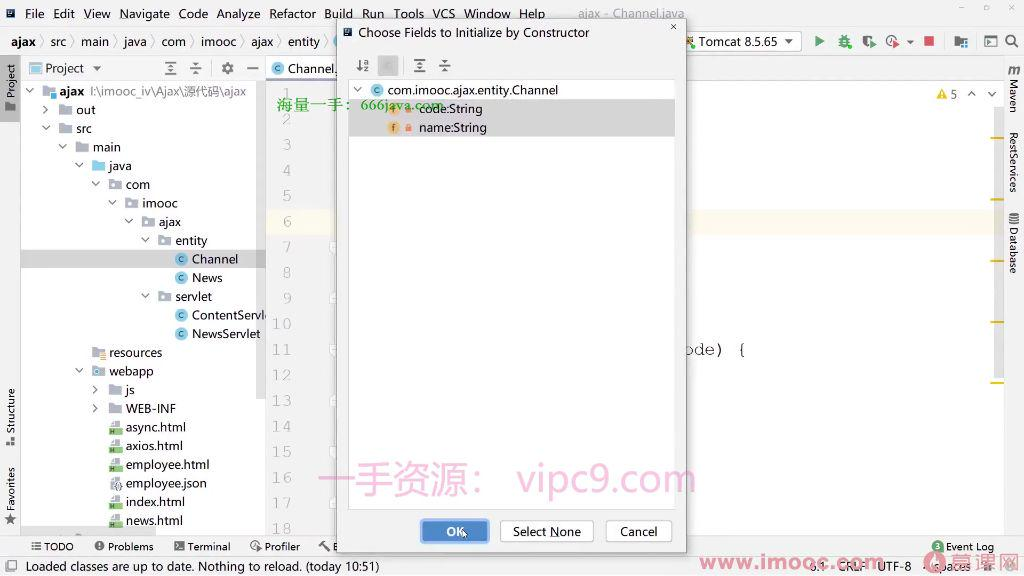 File Edit View Navigate Code Analyze Refactor Build Run Tools VCS Window Help ajax - Channel.java
Choose Fields to Initialize by Constructor
ajax src main java com imooc ajax entity
Tomcat 8.5.65
Project
Project
Channel
com.imooc.ajax.entity.Channel
code:String
name:String
海量一手：666java.com
5
ajax I:\imooc_iv\Ajax\源代码\ajax
out
src
main
java
com
imooc
ajax
entity
Channel
News
servlet
ContentServl
NewsServlet
resources
webapp
js
WEB-INF
async.html
axios.html
employee.html
employee.json
index.html
news.html
1
2
3
4
5
6
7
8
9
10
11
12
13
14
15
16
17
18
ode) {
Maven
RestServices
Database
Structure
Favorites
一手资源： vipc9.com
OK
Select None
Cancel
TODO Problems Terminal Profiler B
Event Log
Loaded classes are up to date. Nothing to reload. (today 10:51)
6:1 CRLF UTF-8 4 spaces
www.imooc.com 慕课网